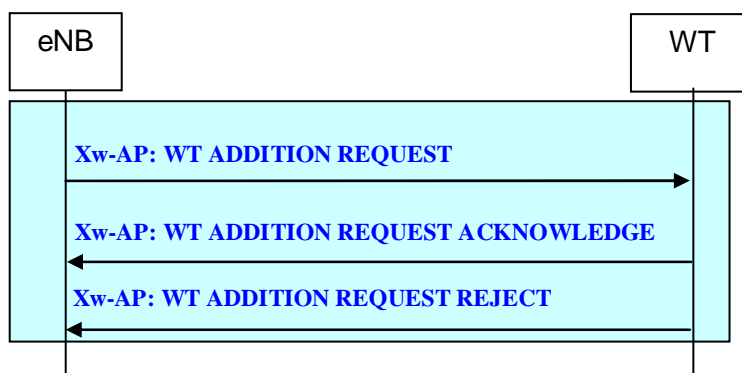 eNB
WT
Xw-AP: WT ADDITION REQUEST
Xw-AP: WT ADDITION REQUEST ACKNOWLEDGE
Xw-AP: WT ADDITION REQUEST REJECT